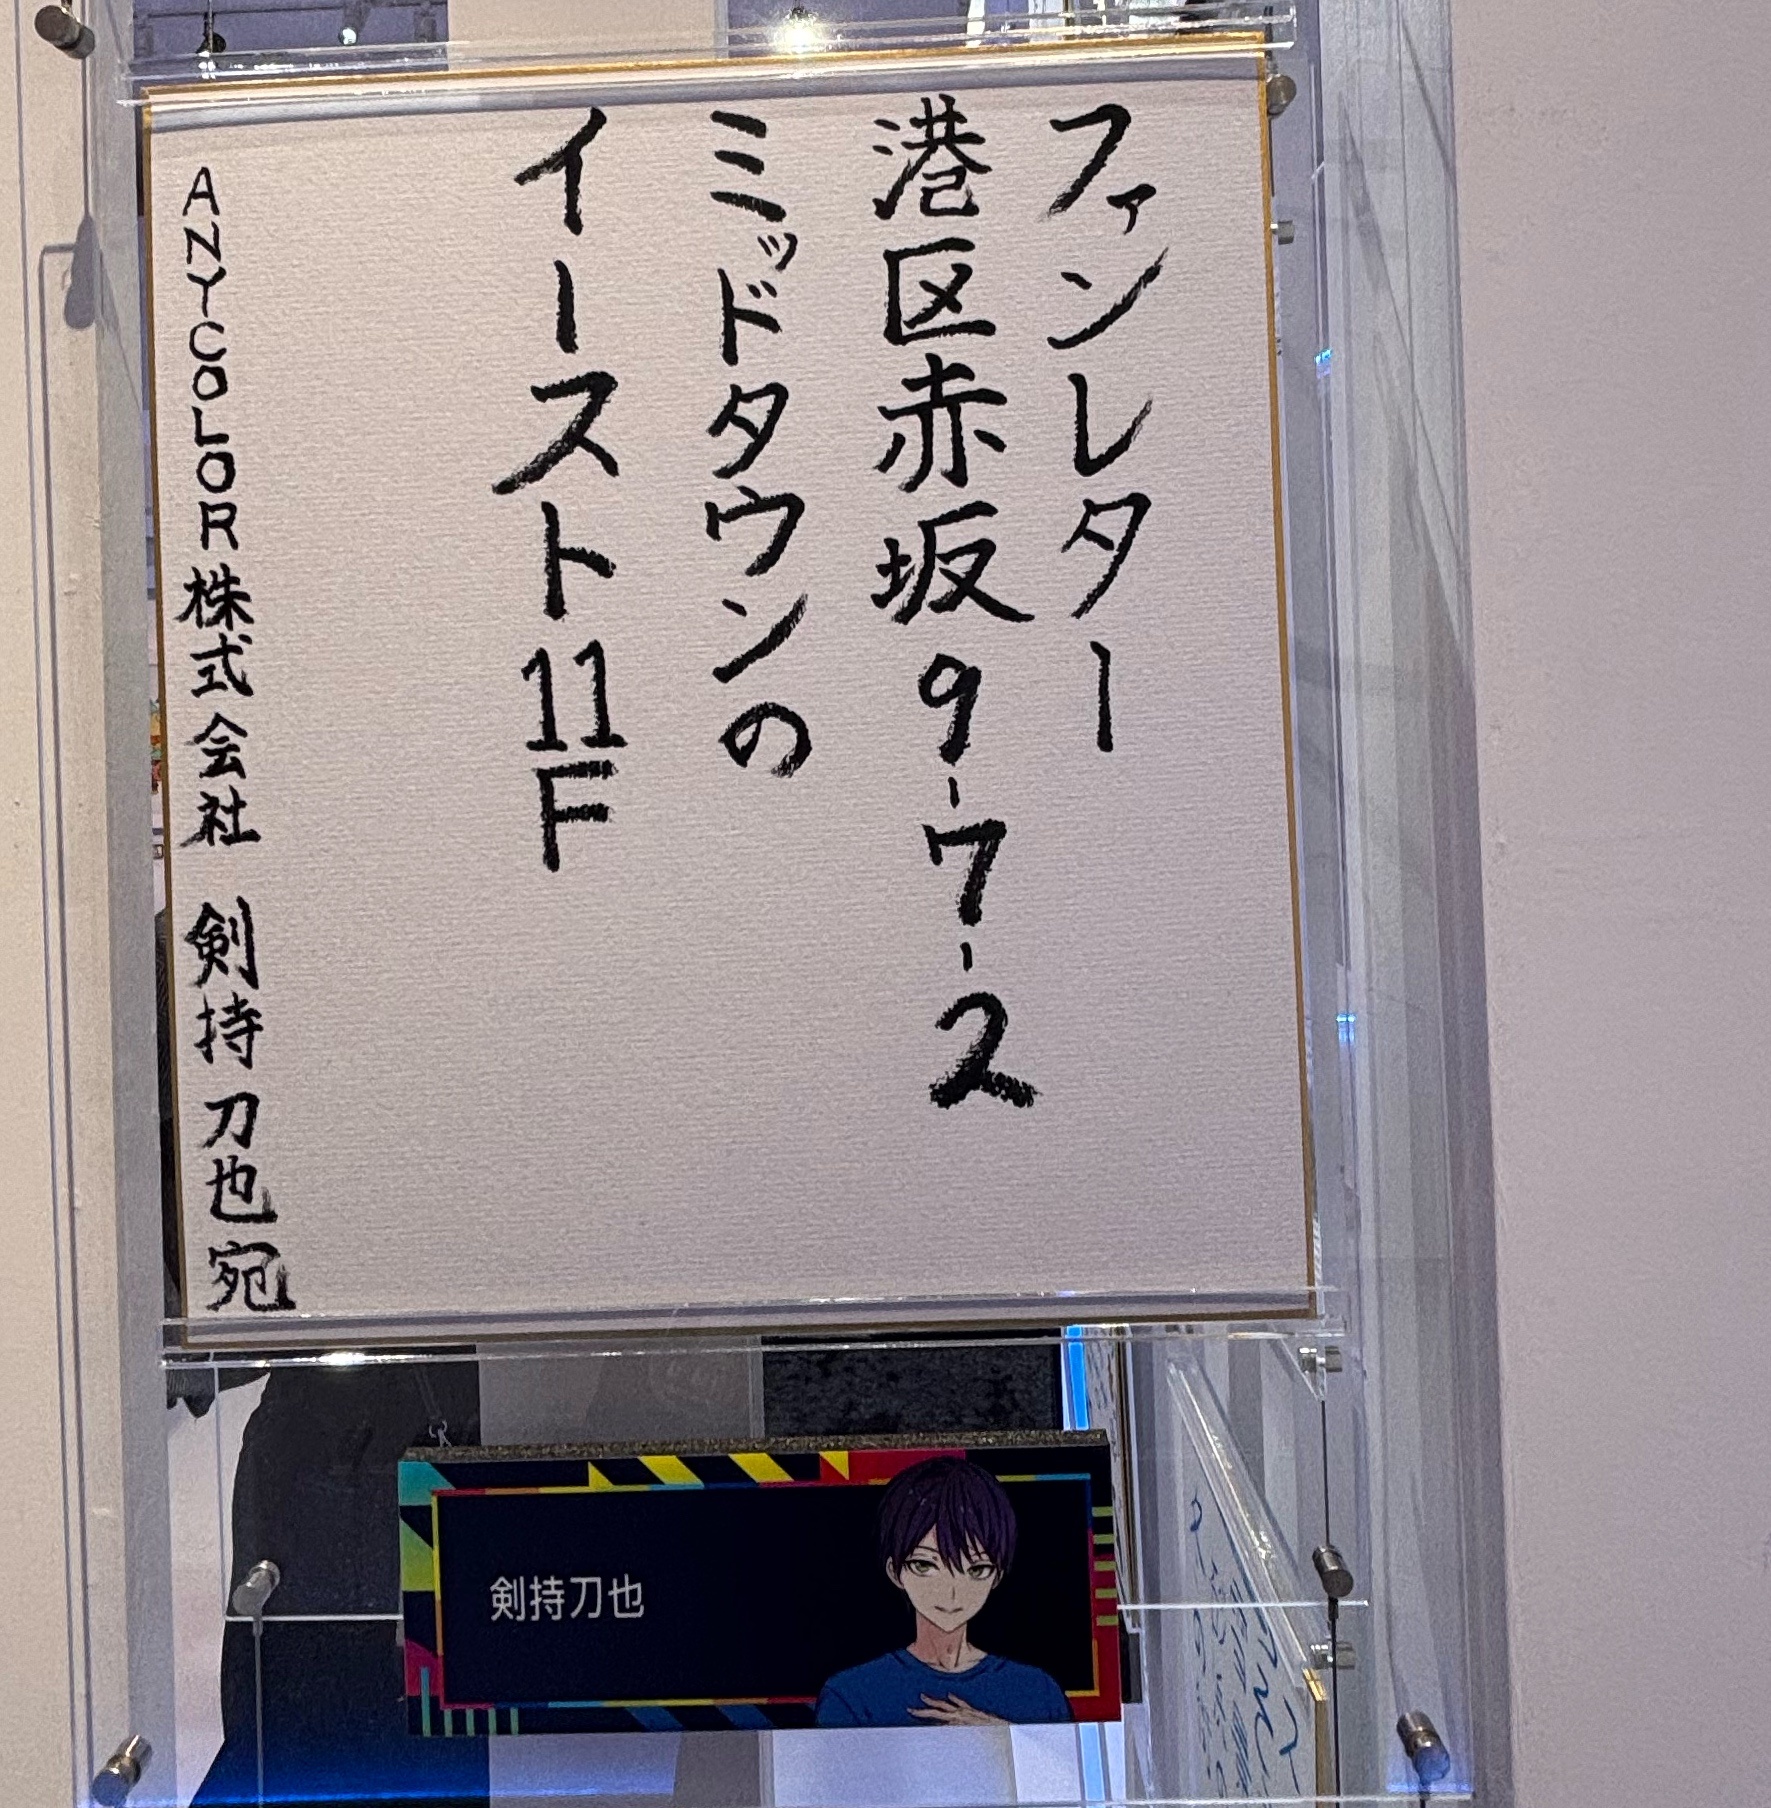 ファンレター
港区赤坂9-7-2
ミッドタウンの
イースト11F
ANYCOLOR株式会社 剣持刀也宛
剣持刀也